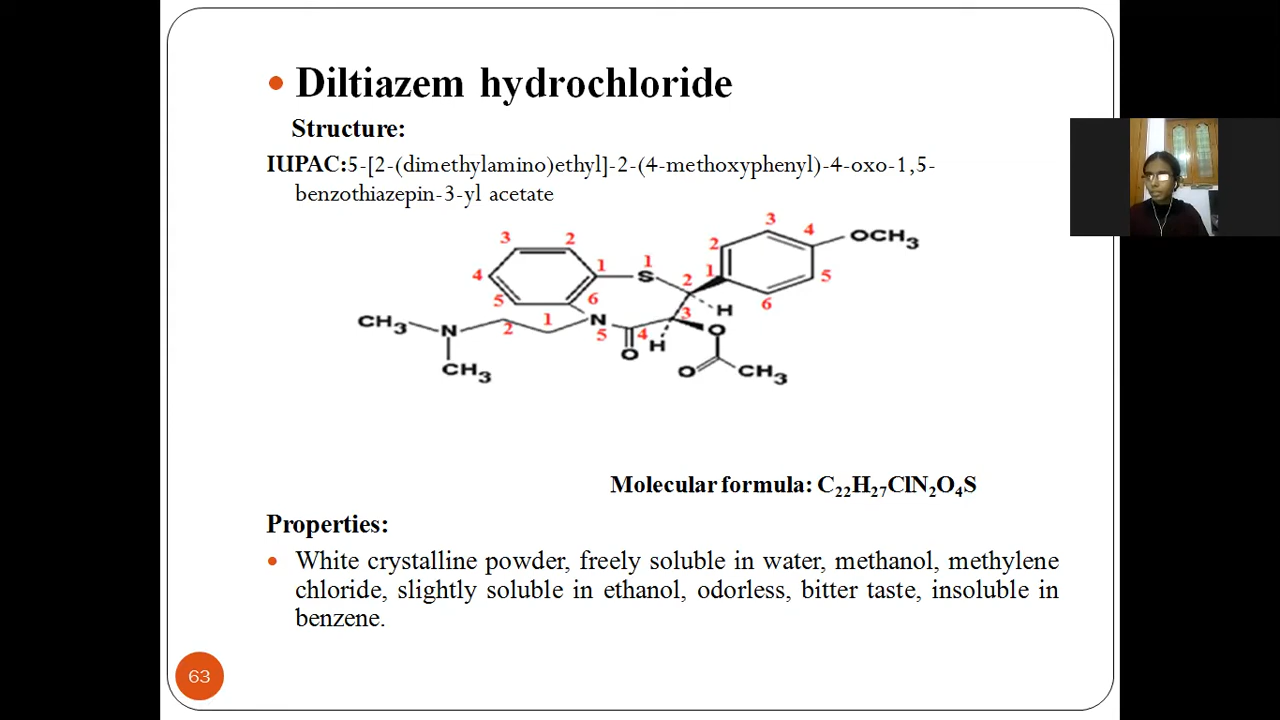 • Diltiazem hydrochloride
Structure:
IUPAC:5-[2-(dimethylamino)ethyl]-2-(4-methoxyphenyl)-4-oxo-1,5-
benzothiazepin-3-yl acetate
3 2 1 S 1 2 3 4 OCH₃
4 5 6 1 2 5 6
CH₃ N 2 1 N 5 4 3 H
O H O
CH₃ O CH₃
Molecular formula: C₂₂H₂₇ClN₂O₄S
Properties:
• White crystalline powder, freely soluble in water, methanol, methylene
chloride, slightly soluble in ethanol, odorless, bitter taste, insoluble in
benzene.
63